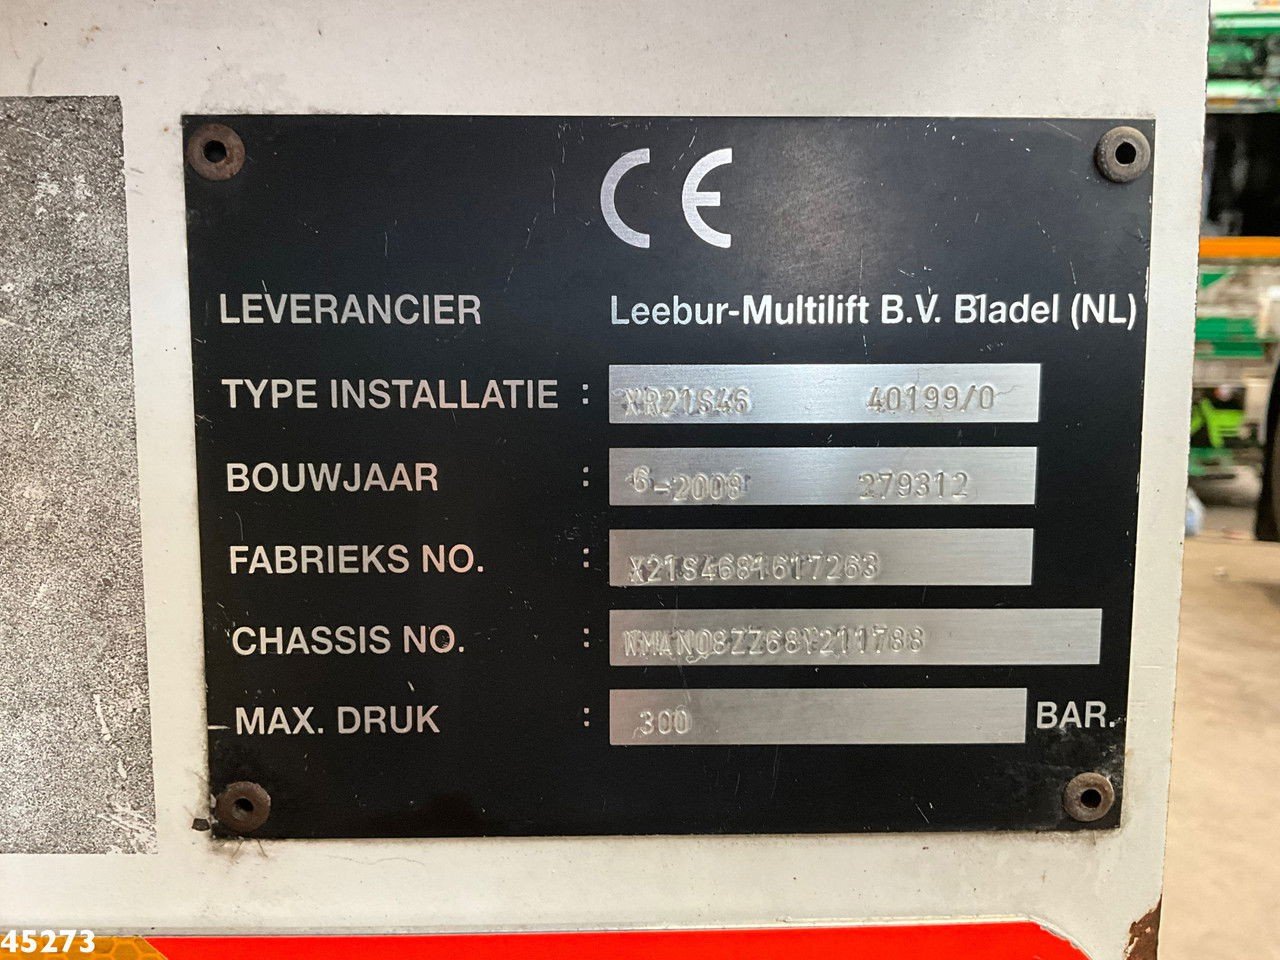 CE
LEVERANCIER Leebur-Multilift B.V. Bladel (NL)
TYPE INSTALLATIE : XR21S46 40199/0
BOUWJAAR : 6-2008 279312
FABRIEKS NO. : X21S4681617263
CHASSIS NO. : WMAN08ZZ68Y211788
MAX. DRUK : 300 BAR.
45273